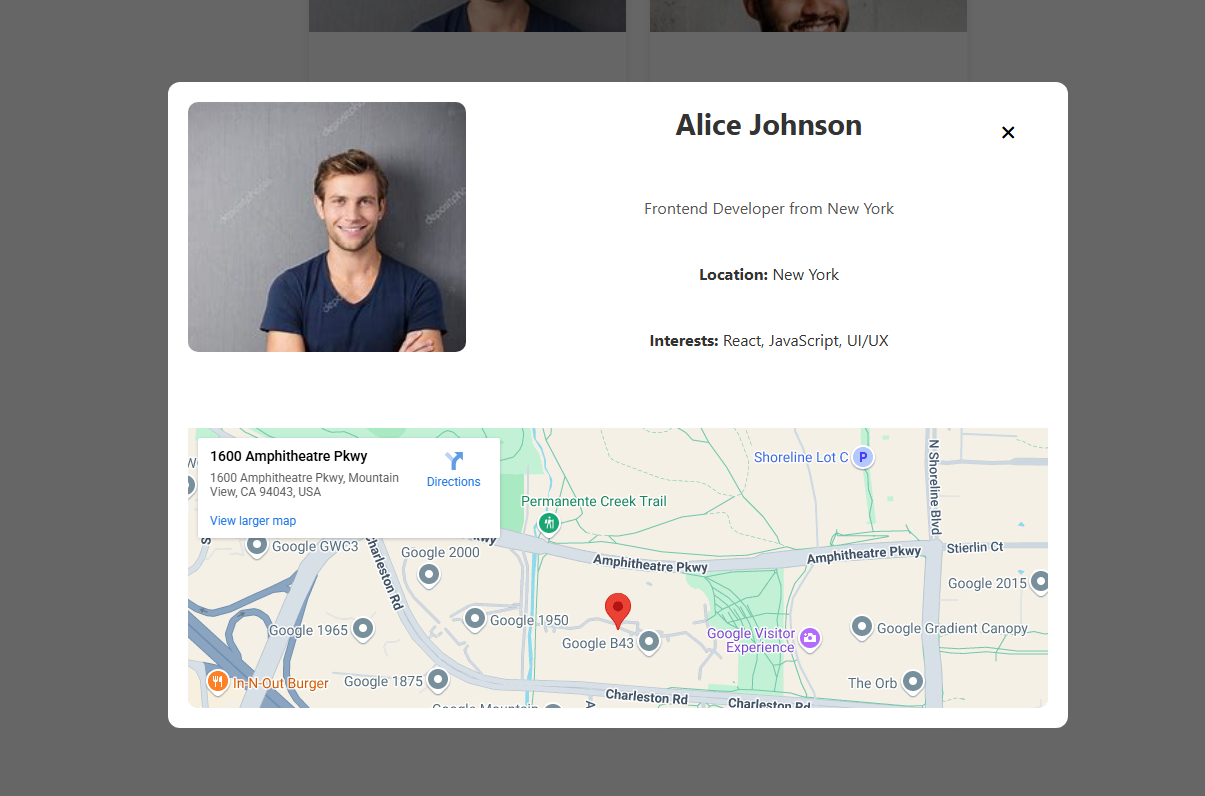 Alice Johnson
×
Frontend Developer from New York
Location: New York
Interests: React, JavaScript, UI/UX
depositphotos
1600 Amphitheatre Pkwy
1600 Amphitheatre Pkwy, Mountain
View, CA 94043, USA
View larger map
Directions
Shoreline Lot C
P
N Shoreline Blvd
Permanente Creek Trail
Google GWC3
Charleston Rd
Google 2000
Amphitheatre Pkwy
Amphitheatre Pkwy
Stierlin Ct
Google 2015
Google 1965
Google 1950
Google B43
Google Visitor
Experience
Google Gradient Canopy
In-N-Out Burger
Google 1875
The Orb
Charleston Rd
Charleston Rd